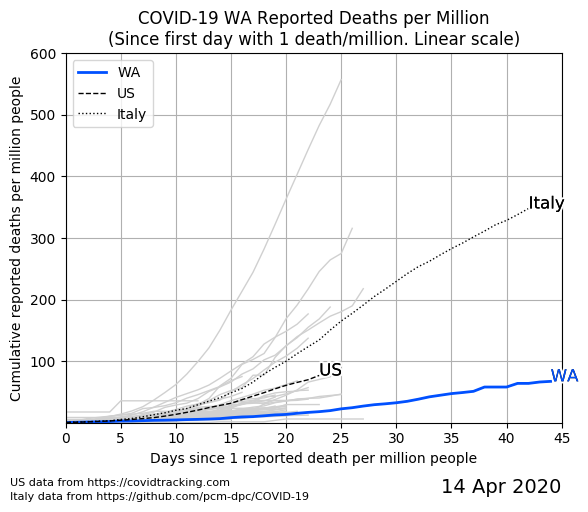 COVID-19 WA Reported Deaths per Million
(Since first day with 1 death/million. Linear scale)
Cumulative reported deaths per million people
600
500
400
300
200
100
WA
US
Italy
Italy
US
WA
0 5 10 15 20 25 30 35 40 45
Days since 1 reported death per million people
US data from https://covidtracking.com
Italy data from https://github.com/pcm-dpc/COVID-19
14 Apr 2020